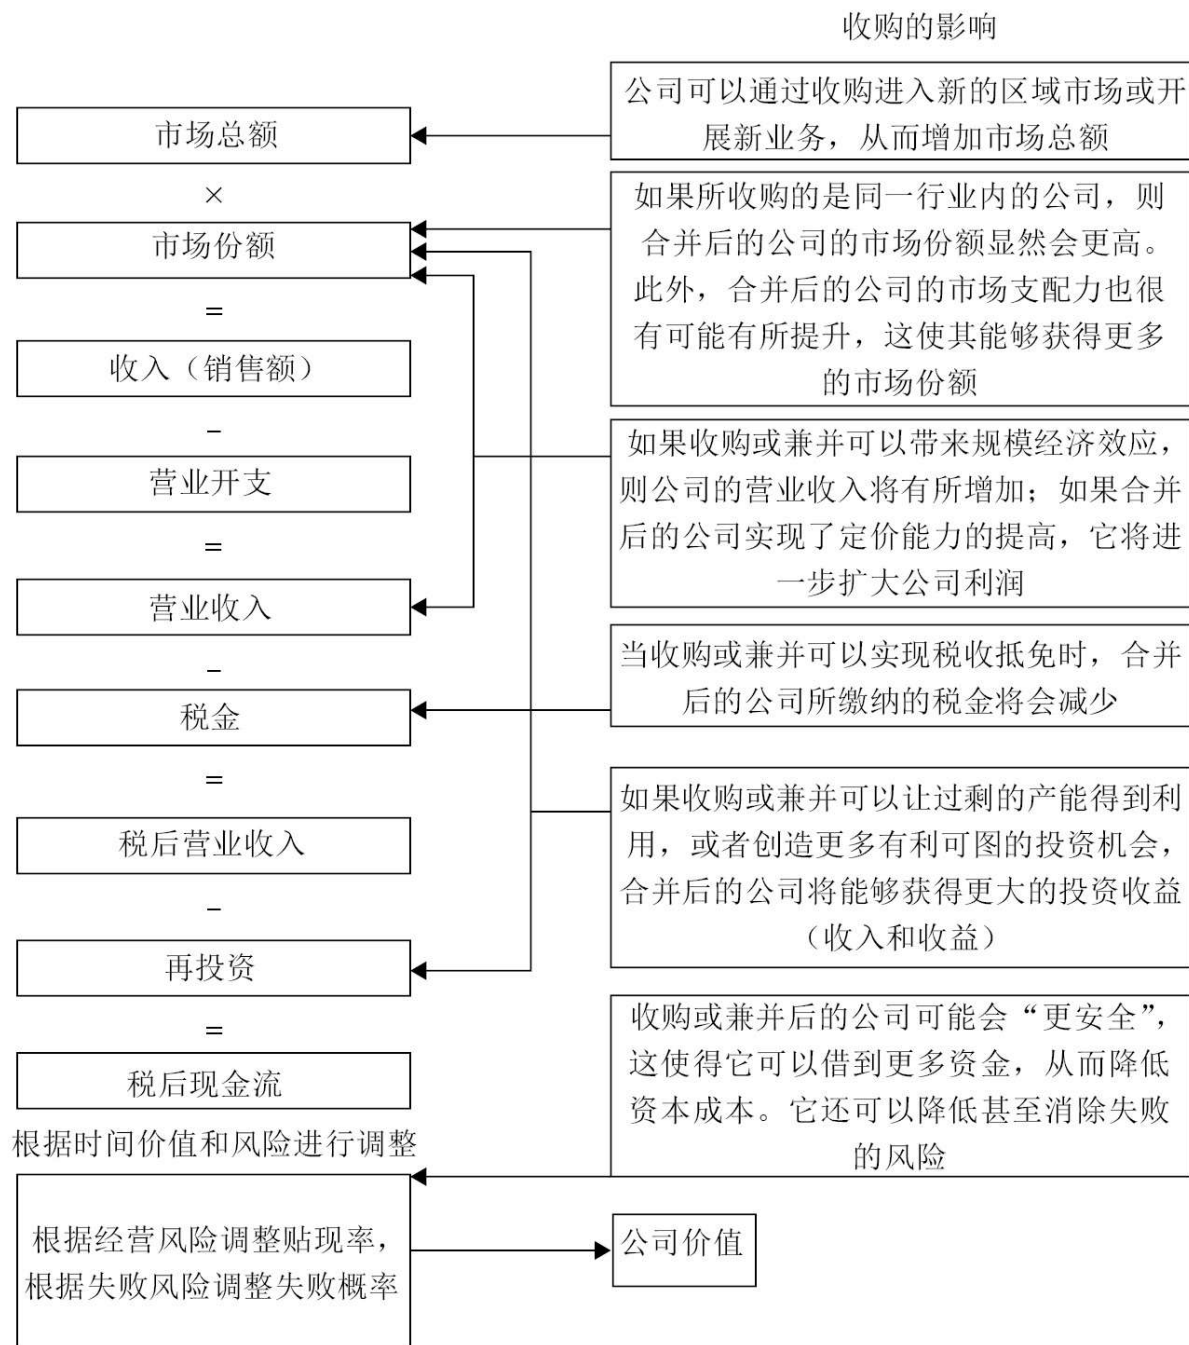 收购的影响
公司可以通过收购进入新的区域市场或开
展新业务，从而增加市场总额
市场总额
×
如果所收购的是同一行业内的公司，则
合并后的公司的市场份额显然会更高。
此外，合并后的公司的市场支配力也很
有可能有所提升，这使其能够获得更多
的市场份额
市场份额
=
收入（销售额）
–
营业开支
如果收购或兼并可以带来规模经济效应，
则公司的营业收入将有所增加；如果合并
后的公司实现了定价能力的提高，它将进
一步扩大公司利润
=
营业收入
–
当收购或兼并可以实现税收抵免时，合并
后的公司所缴纳的税金将会减少
税金
=
税后营业收入
–
如果收购或兼并可以让过剩的产能得到利
用，或者创造更多有利可图的投资机会，
合并后的公司将能够获得更大的投资收益
（收入和收益）
再投资
=
税后现金流
收购或兼并后的公司可能会“更安全”，
这使得它可以借到更多资金，从而降低
资本成本。它还可以降低甚至消除失败
的风险
根据时间价值和风险进行调整
根据经营风险调整贴现率，
根据失败风险调整失败概率
公司价值